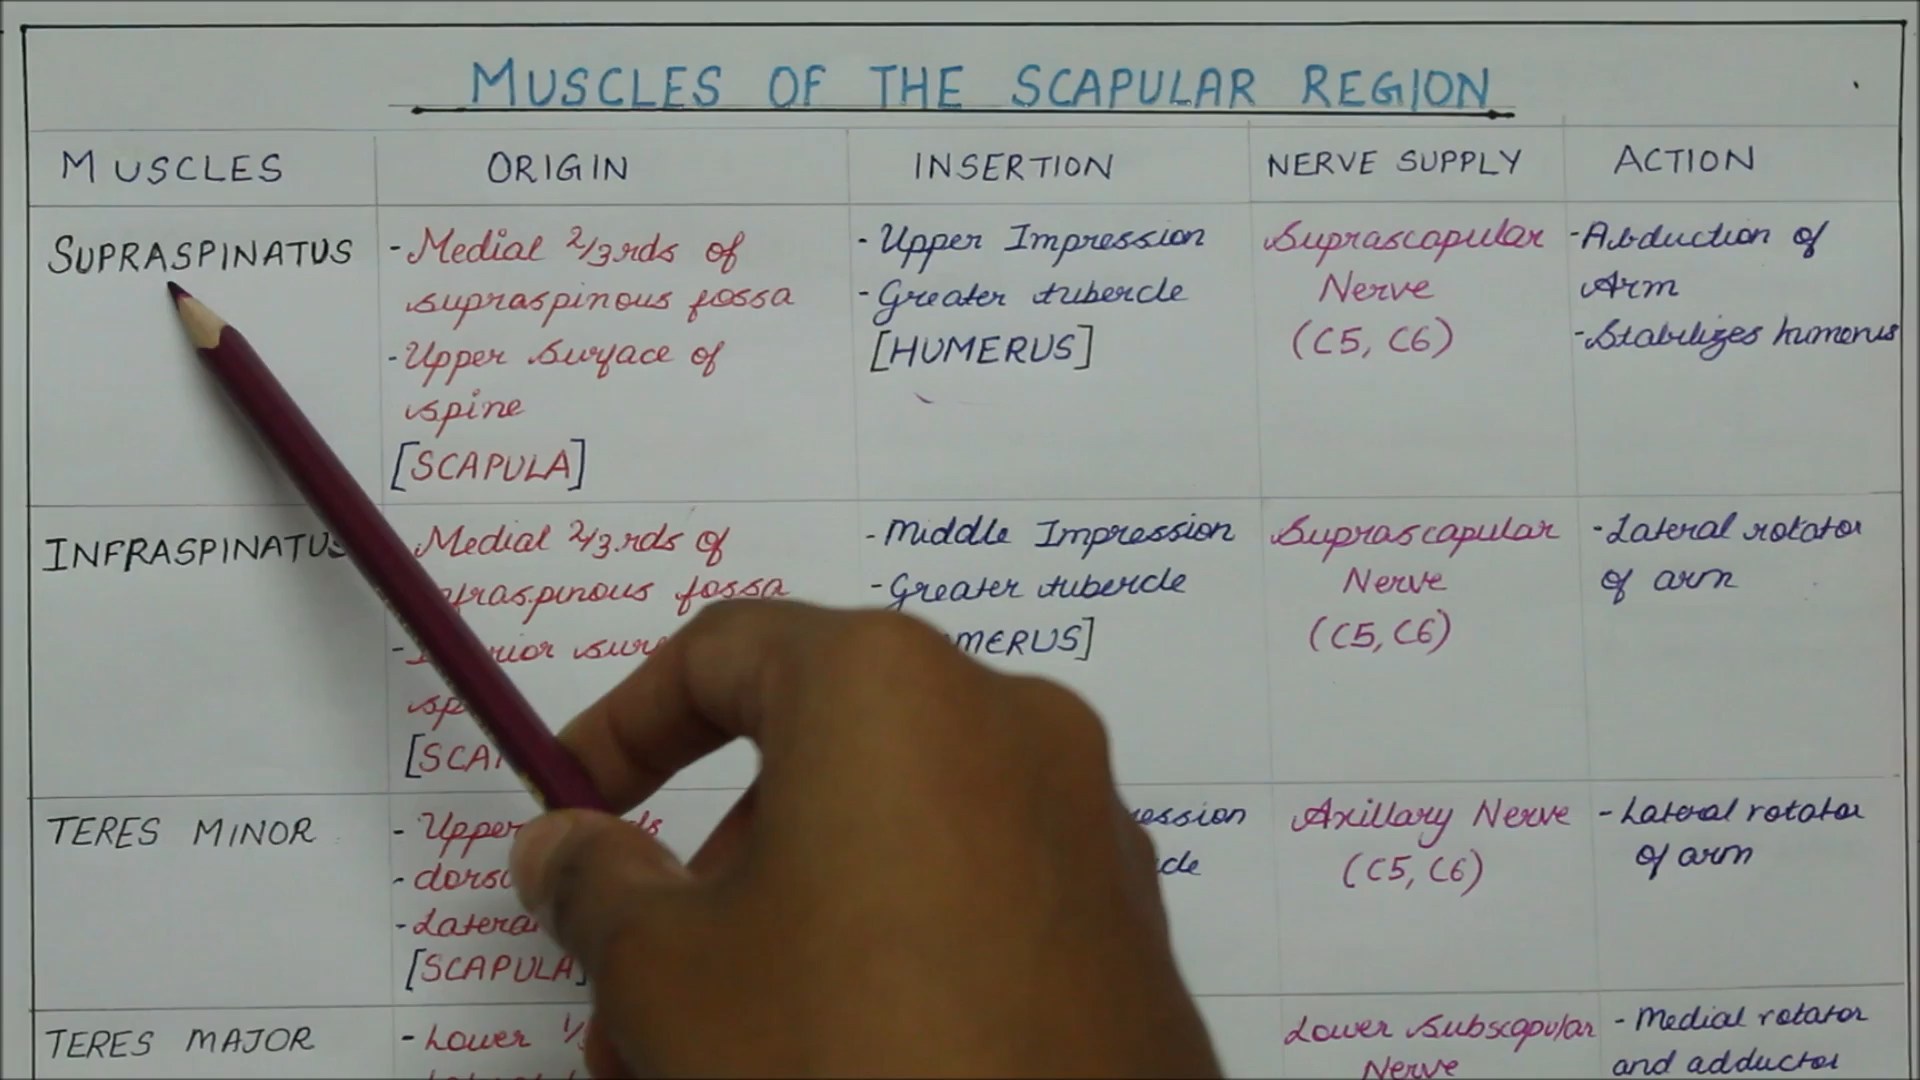 MUSCLES OF THE SCAPULAR REGION
MUSCLES ORIGIN INSERTION NERVE SUPPLY ACTION
SUPRASPINATUS
-Medial 2/3rds of
supraspinous fossa
-Upper surface of
spine
[SCAPULA]
-Upper Impression
-Greater tubercle
[HUMERUS]
Suprascapular
Nerve
(C5, C6)
-Abduction of
Arm
-Stabilizes humerus
INFRASPINATUS
Medial 2/3rds of
fossa
[SCA
-Middle Impression
-Greater tubercle
MERUS]
Suprascapular
Nerve
(C5, C6)
-Lateral rotator
of arm
TERES MINOR
-Upper
-dors
-Latera
[SCAPULA]
ession
cle
Axillary Nerve
(C5, C6)
-Lateral rotator
of arm
TERES MAJOR
-Lower
Lower Subscapular
Nerve
-Medial rotator
and adductor